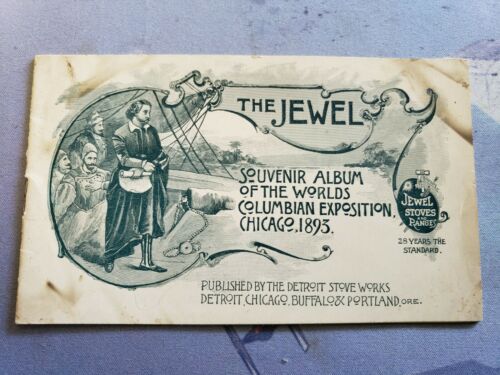 THE JEWEL
SOUVENIR ALBUM
OF THE WORLDS
COLUMBIAN EXPOSITION,
CHICAGO, 1893.
JEWEL
STOVES
AND
RANGES
28 YEARS THE
STANDARD.
PUBLISHED BY THE DETROIT STOVE WORKS
DETROIT, CHICAGO, BUFFALO & PORTLAND, ORE.